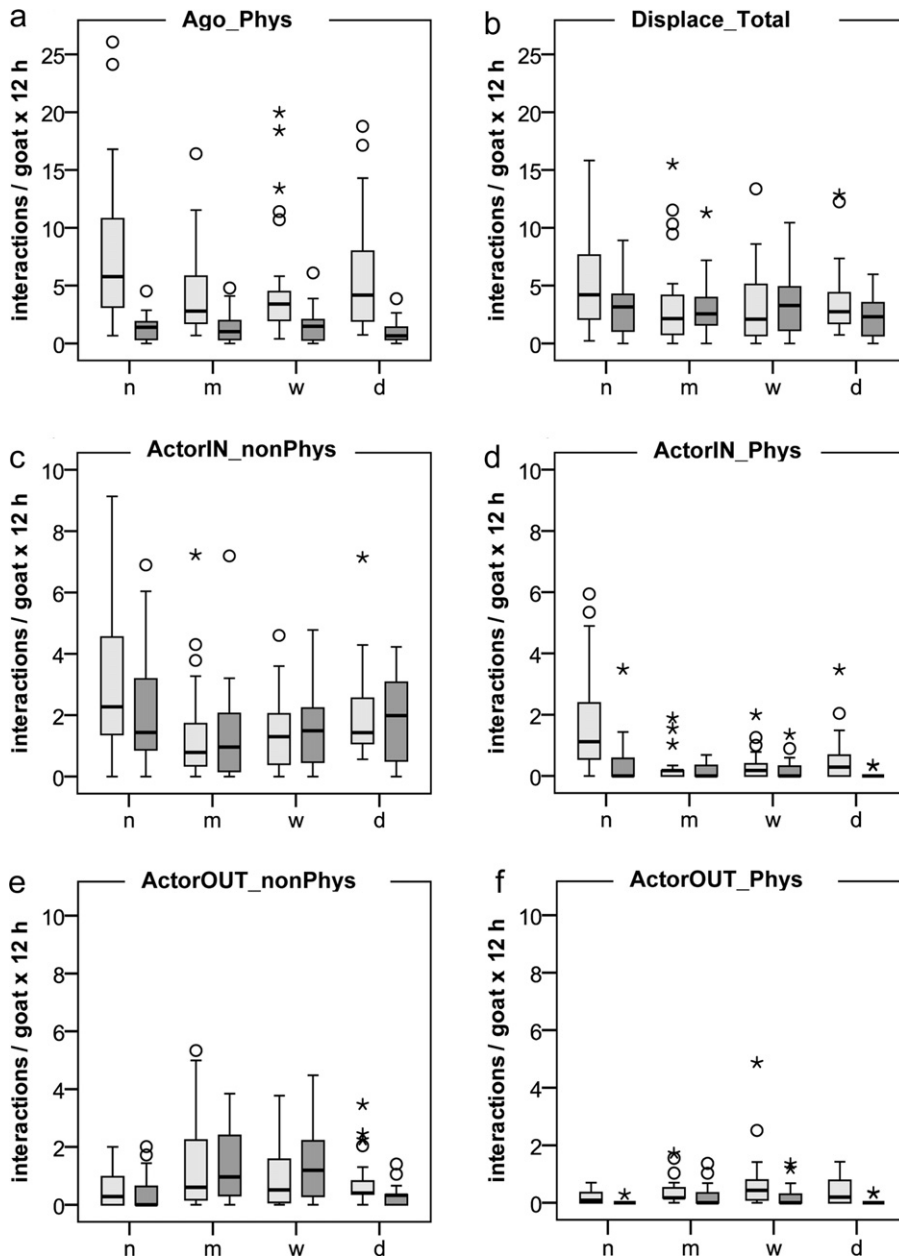 a
Ago_Phys
interactions / goat x 12 h
25
20
15
10
5
0
n m w d
b
Displace_Total
interactions / goat x 12 h
25
20
15
10
5
0
n m w d
c
ActorIN_nonPhys
interactions / goat x 12 h
10
8
6
4
2
0
n m w d
d
ActorIN_Phys
interactions / goat x 12 h
10
8
6
4
2
0
n m w d
e
ActorOUT_nonPhys
interactions / goat x 12 h
10
8
6
4
2
0
n m w d
f
ActorOUT_Phys
interactions / goat x 12 h
10
8
6
4
2
0
n m w d